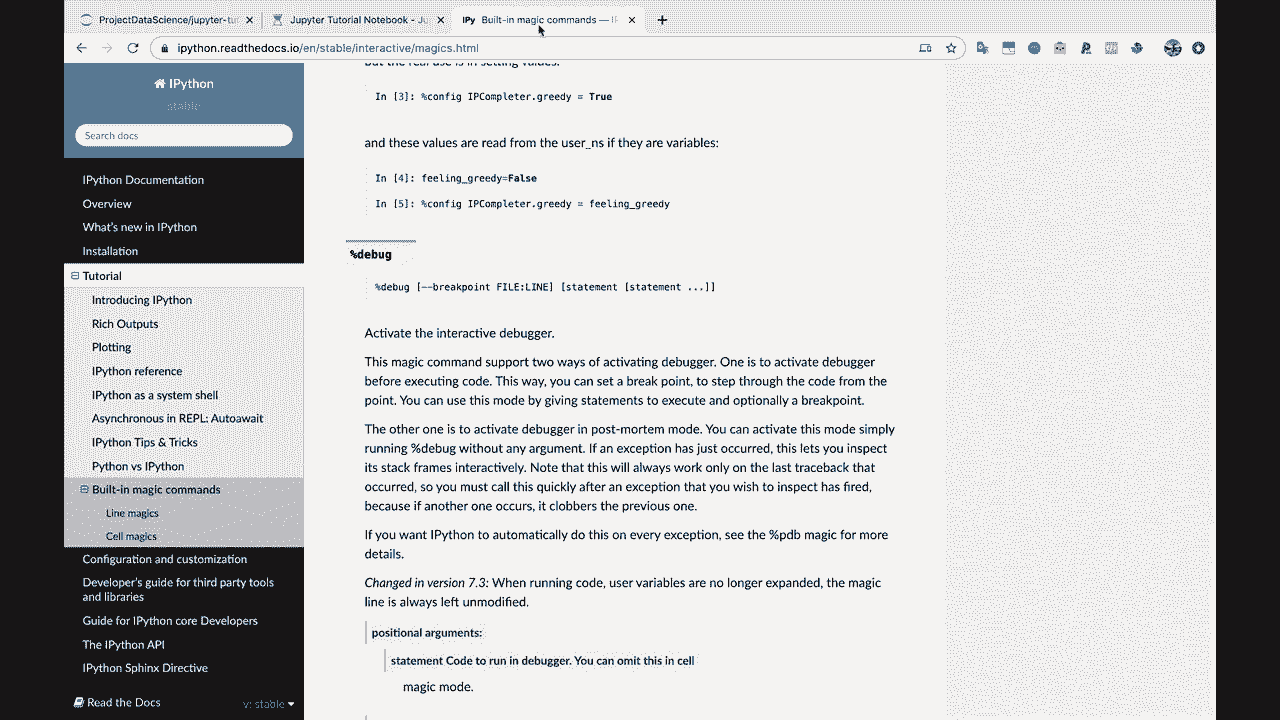 ProjectDataScience/jupyter-tu
Jupyter Tutorial Notebook - Ju
IPy Built-in magic commands — I
ipython.readthedocs.io/en/stable/interactive/magics.html
IPython
stable
Search docs
IPython Documentation
Overview
What's new in IPython
Installation
Tutorial
Introducing IPython
Rich Outputs
Plotting
IPython reference
IPython as a system shell
Asynchronous in REPL: Autoawait
IPython Tips & Tricks
Python vs IPython
Built-in magic commands
Line magics
Cell magics
Configuration and customization
Developer's guide for third party tools
and libraries
Guide for IPython core Developers
The IPython API
IPython Sphinx Directive
Read the Docs
v: stable
But the real use is in setting values:
In [3]: %config IPCompleter.greedy = True
and these values are read from the user_ns if they are variables:
In [4]: feeling_greedy=False
In [5]: %config IPCompleter.greedy = feeling_greedy
%debug
%debug [--breakpoint FILE:LINE] [statement [statement ...]]
Activate the interactive debugger.
This magic command support two ways of activating debugger. One is to activate debugger
before executing code. This way, you can set a break point, to step through the code from the
point. You can use this mode by giving statements to execute and optionally a breakpoint.
The other one is to activate debugger in post-mortem mode. You can activate this mode simply
running %debug without any argument. If an exception has just occurred, this lets you inspect
its stack frames interactively. Note that this will always work only on the last traceback that
occurred, so you must call this quickly after an exception that you wish to inspect has fired,
because if another one occurs, it clobbers the previous one.
If you want IPython to automatically do this on every exception, see the %pdb magic for more
details.
Changed in version 7.3: When running code, user variables are no longer expanded, the magic
line is always left unmodified.
positional arguments:
statement Code to run in debugger. You can omit this in cell
magic mode.